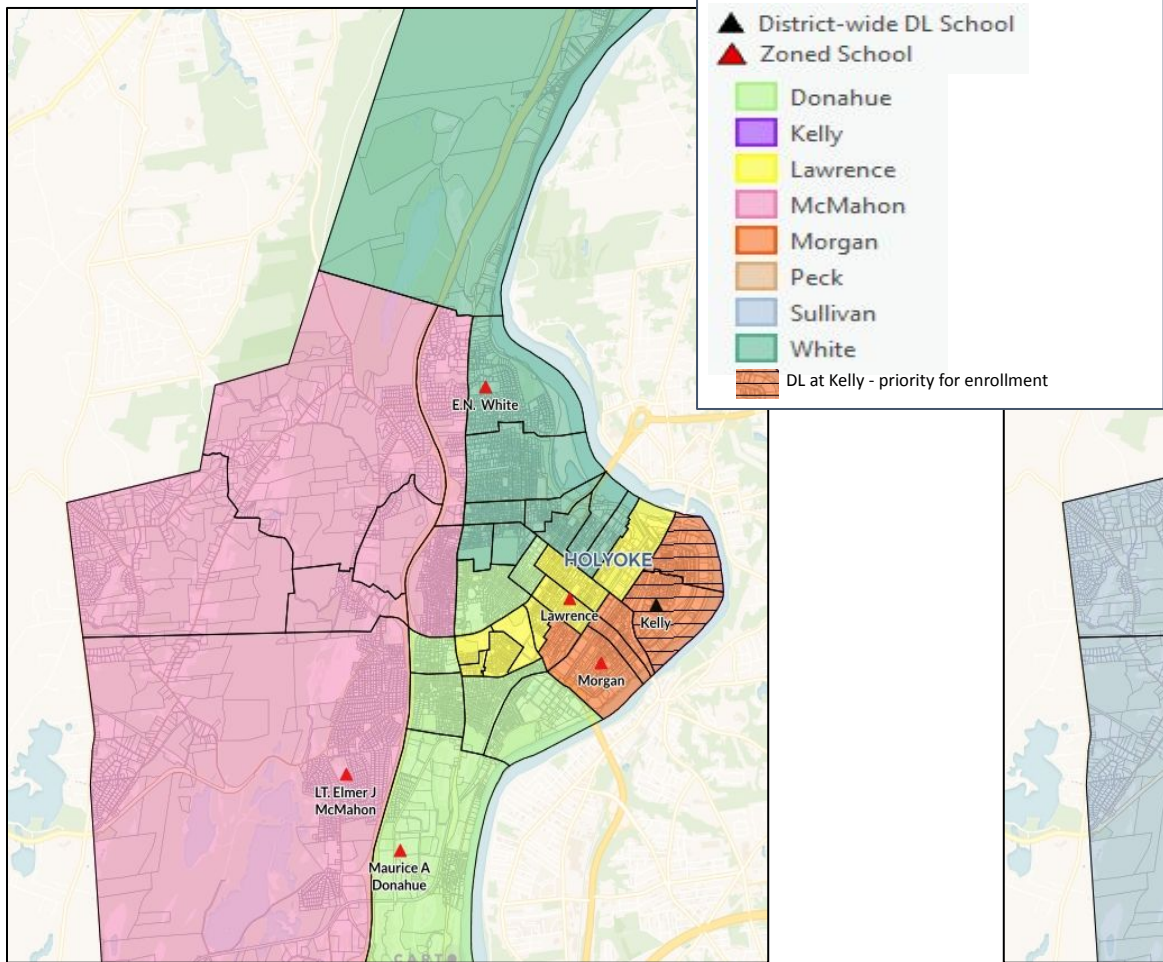 District-wide DL School
Zoned School
Donahue
Kelly
Lawrence
McMahon
Morgan
Peck
Sullivan
White
DL at Kelly - priority for enrollment
E.N. White
HOLYOKE
Lawrence
Kelly
Morgan
LT. Elmer J
McMahon
Maurice A
Donahue